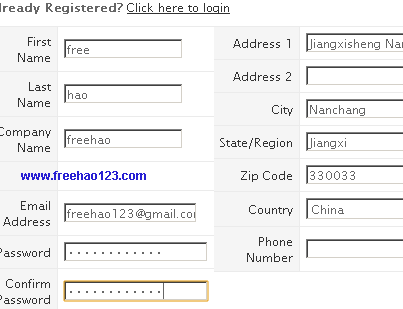 lready Registered? Click here to login
First Name free
Last Name hao
Company Name freehao
www.freehao123.com
Email Address freehao123@gmail.co
Password ••••••••••••
Confirm Password ••••••••••••
Address 1 Jiangxisheng Nan
Address 2
City Nanchang
State/Region Jiangxi
Zip Code 330033
Country China
Phone Number